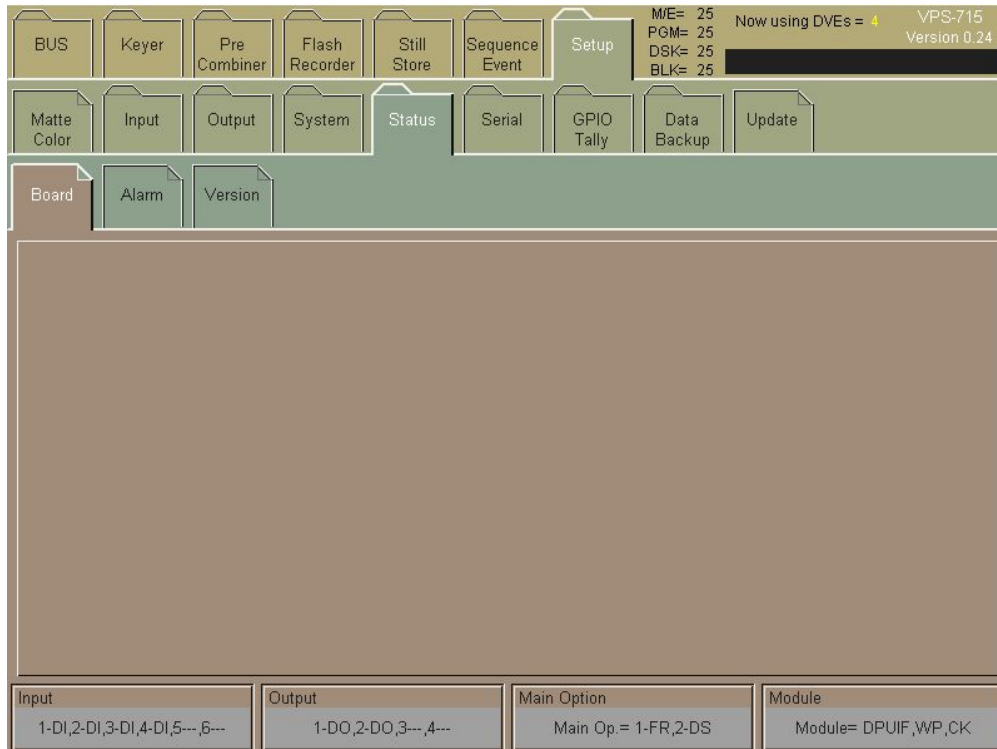 BUS
Keyer
Pre
Combiner
Flash
Recorder
Still
Store
Sequence
Event
Setup
M/E= 25
PGM= 25
DSK= 25
BLK= 25
Now using DVEs = 4
VPS-715
Version 0.24
Matte
Color
Input
Output
System
Status
Serial
GPIO
Tally
Data
Backup
Update
Board
Alarm
Version
Input
1-DI,2-DI,3-DI,4-DI,5---,6---
Output
1-DO,2-DO,3---,4---
Main Option
Main Op.= 1-FR,2-DS
Module
Module= DPUIF,WP,CK